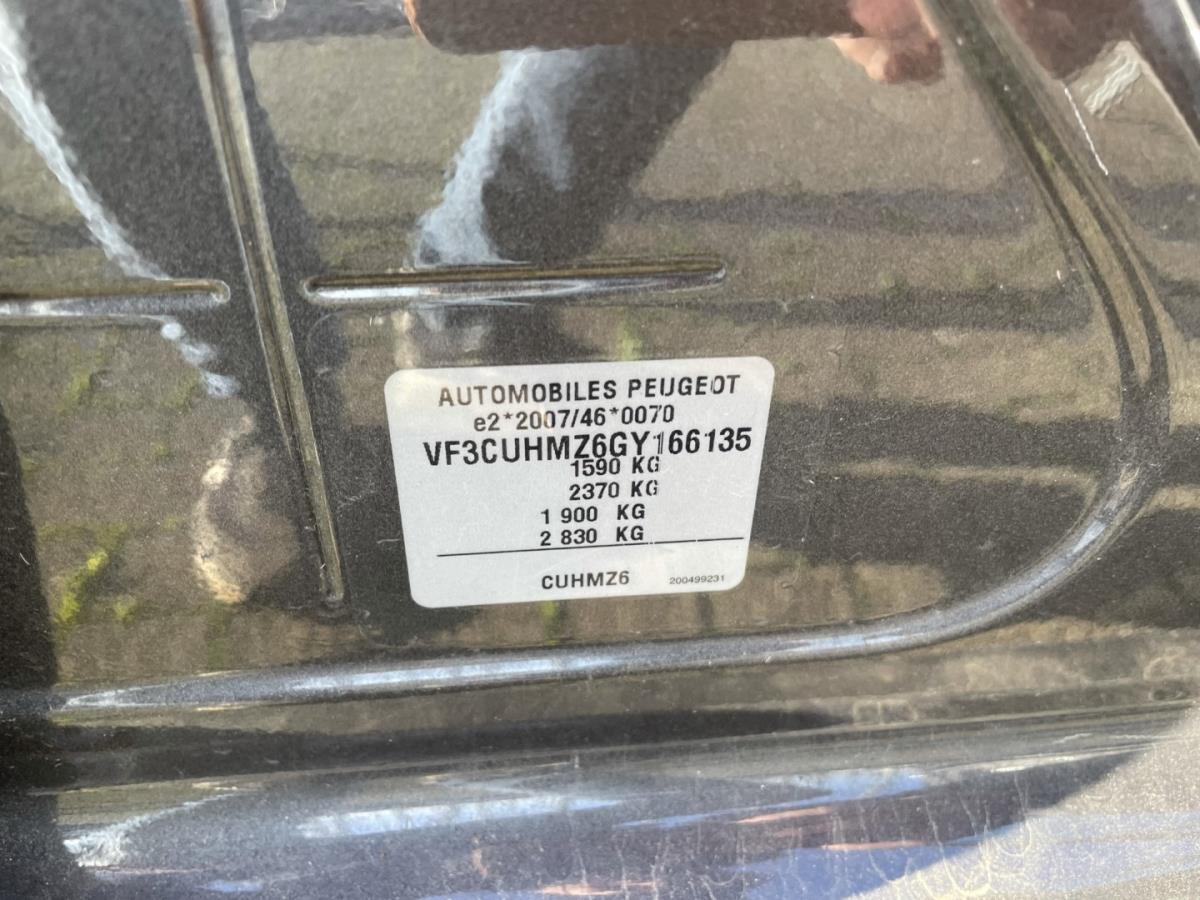 AUTOMOBILES PEUGEOT
e2*2007/46*0070
VF3CUHMZ6GY166135
1590 KG
2370 KG
1 900 KG
2 830 KG
CUHMZ6 200499231